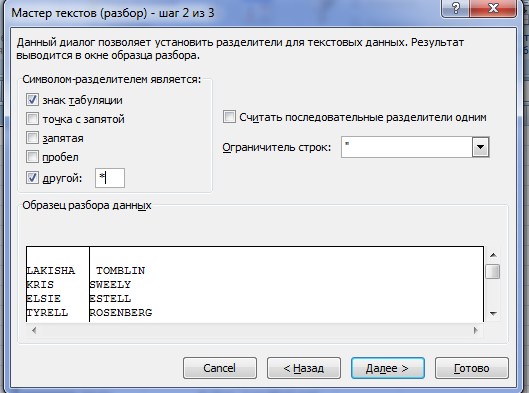 Мастер текстов (разбор) - шаг 2 из 3
Данный диалог позволяет установить разделители для текстовых данных. Результат
выводится в окне образца разбора.
Символом-разделителем является:
знак табуляции
точка с запятой
запятая
пробел
другой: *
Считать последовательные разделители одним
Ограничитель строк: "
Образец разбора данных
LAKISHA TOMBLIN
KRIS SWEELY
ELSIE ESTELL
TYRELL ROSENBERG
Cancel < Назад Далее > Готово